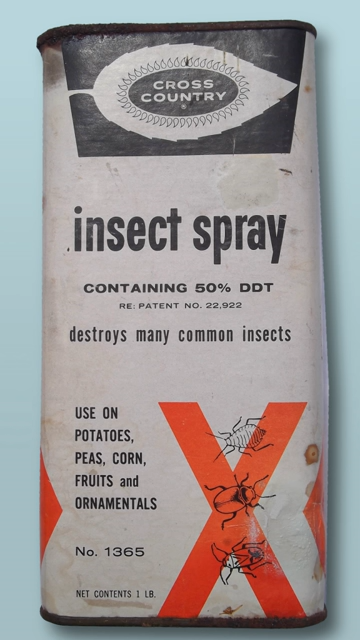 CROSS
COUNTRY
insect spray
CONTAINING 50% DDT
RE: PATENT NO. 22,922
destroys many common insects
USE ON
POTATOES,
PEAS, CORN,
FRUITS and
ORNAMENTALS
No. 1365
NET CONTENTS 1 LB.